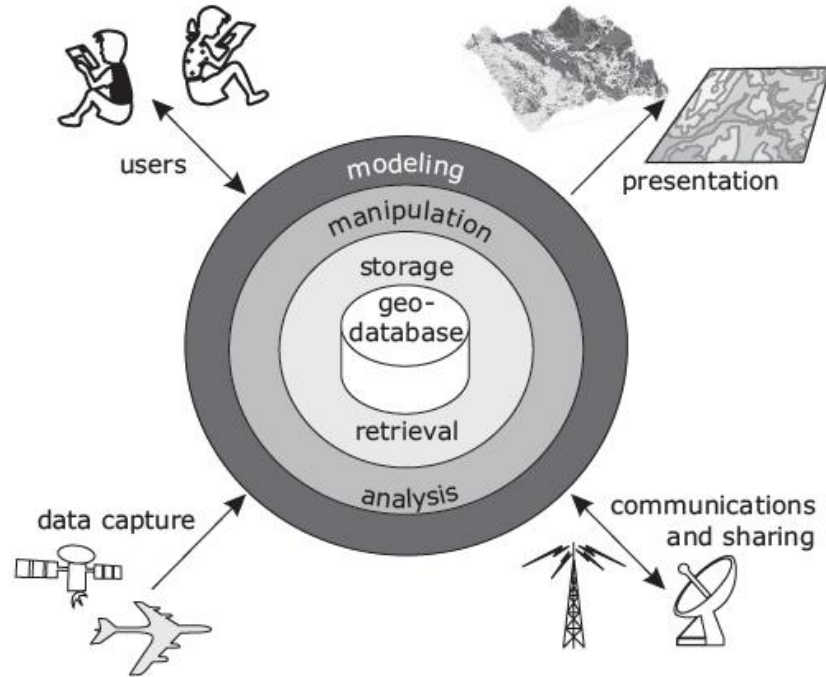 users
modeling
manipulation
storage
geo-
database
retrieval
analysis
presentation
data capture
communications
and sharing